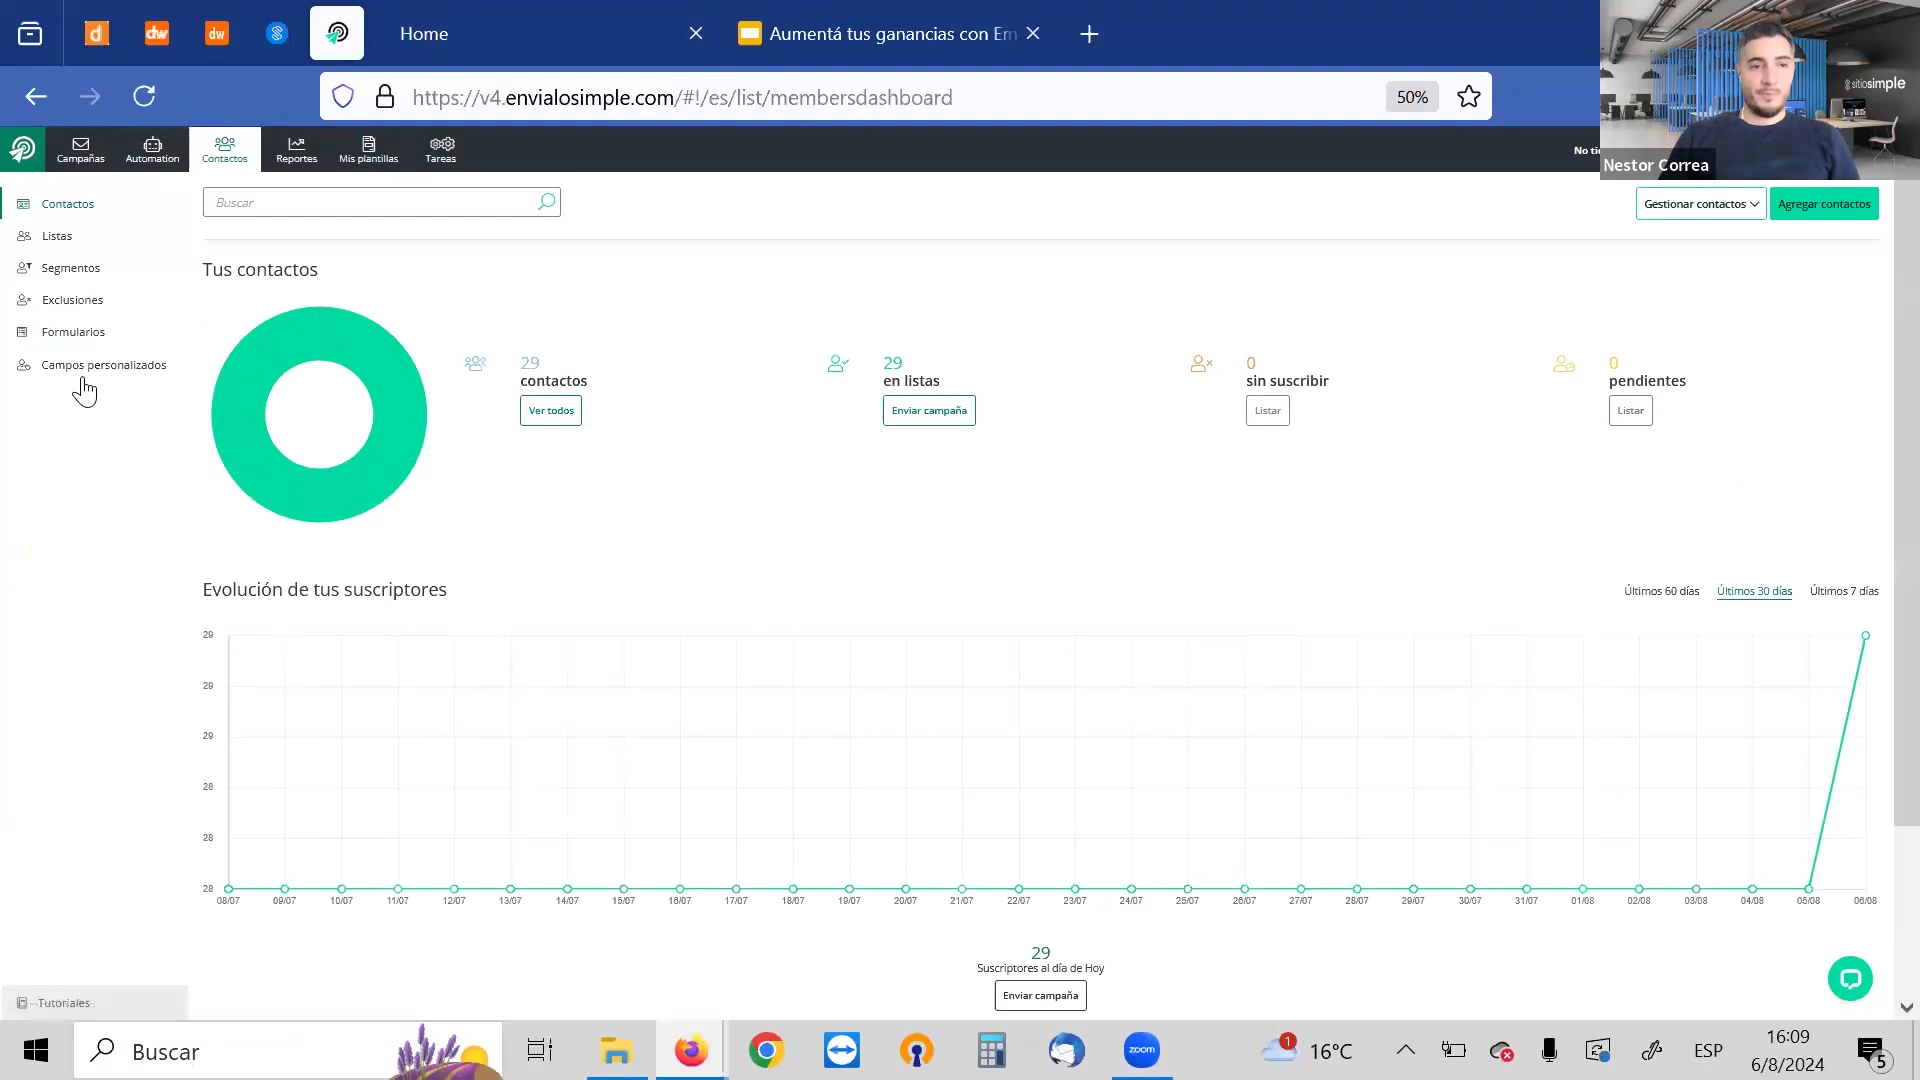 Home
Aumentá tus ganancias con Em
https://v4.envialosimple.com/#!/es/list/membersdashboard
50%
sitiosimple
Nestor Correa
Campañas
Automation
Contactos
Reportes
Mis plantillas
Tareas
Contactos
Listas
Segmentos
Exclusiones
Formularios
Campos personalizados
Tutoriales
Buscar
Gestionar contactos
Agregar contactos
Tus contactos
29
contactos
Ver todos
29
en listas
Enviar campaña
0
sin suscribir
Listar
0
pendientes
Listar
Evolución de tus suscriptores
Últimos 60 días
Últimos 30 días
Últimos 7 días
29
29
29
28
28
28
08/07 09/07 10/07 11/07 12/07 13/07 14/07 15/07 16/07 17/07 18/07 19/07 20/07 21/07 22/07 23/07 24/07 25/07 26/07 27/07 28/07 29/07 30/07 31/07 01/08 02/08 03/08 04/08 05/08 06/08
29
Suscriptores al día de Hoy
Enviar campaña
Buscar
zoom
1
16°C
ESP
16:09
6/8/2024
5